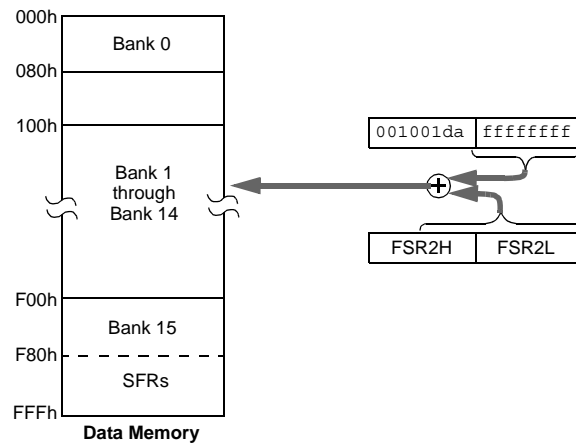 000h
Bank 0
080h
100h
001001da ffffffff
Bank 1
through
Bank 14
FSR2H FSR2L
F00h
Bank 15
F80h
SFRs
FFFh
Data Memory